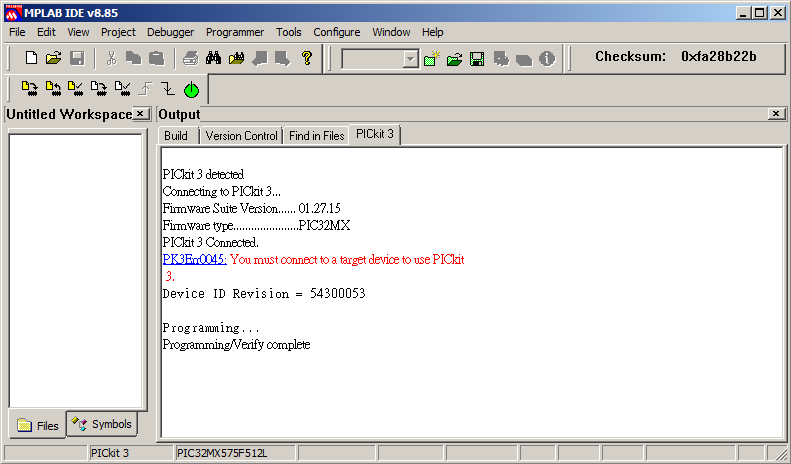 MPLAB IDE v8.85
File Edit View Project Debugger Programmer Tools Configure Window Help
Checksum: 0xfa28b22b
Untitled Workspace
Output
Build Version Control Find in Files PICkit 3
PICkit 3 detected
Connecting to PICkit 3...
Firmware Suite Version...... 01.27.15
Firmware type......................PIC32MX
PICkit 3 Connected.
PK3Err0045: You must connect to a target device to use PICkit
3.
Device ID Revision = 54300053
Programming...
Programming/Verify complete
Files Symbols
PICkit 3 PIC32MX575F512L